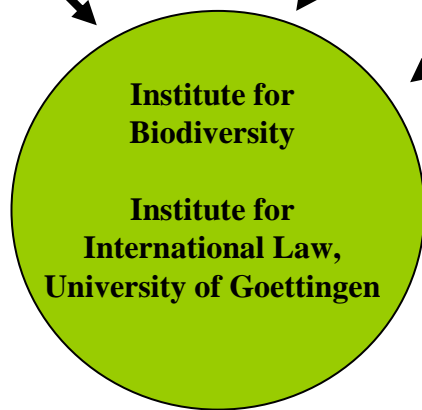 Institute for
Biodiversity
Institute for
International Law,
University of Goettingen